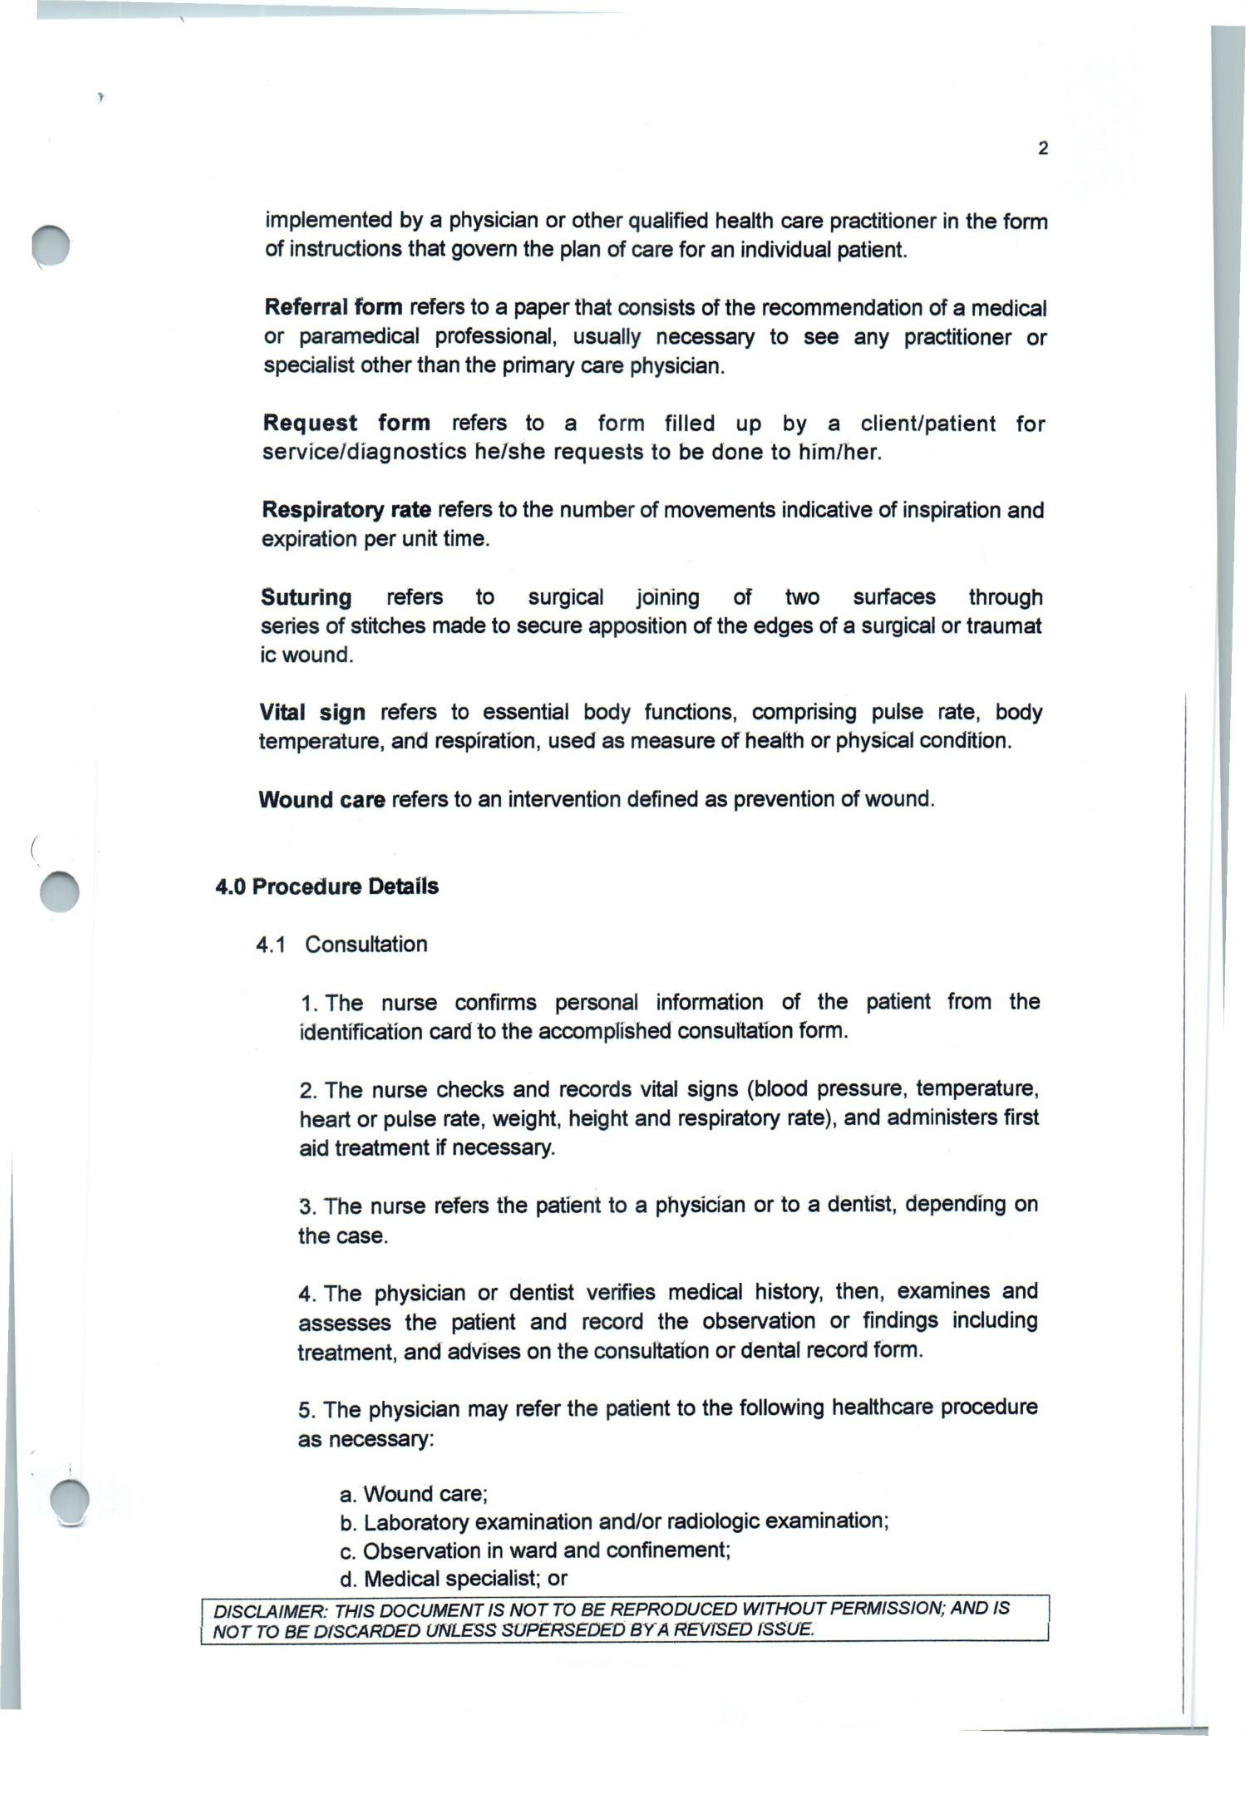 2
implemented by a physician or other qualified health care practitioner in the form
of instructions that govern the plan of care for an individual patient.
Referral form refers to a paper that consists of the recommendation of a medical
or paramedical professional, usually necessary to see any practitioner or
specialist other than the primary care physician.
Request form refers to a form filled up by a client/patient for
service/diagnostics he/she requests to be done to him/her.
Respiratory rate refers to the number of movements indicative of inspiration and
expiration per unit time.
Suturing refers to surgical joining of two surfaces through
series of stitches made to secure apposition of the edges of a surgical or traumat
ic wound.
Vital sign refers to essential body functions, comprising pulse rate, body
temperature, and respiration, used as measure of health or physical condition.
Wound care refers to an intervention defined as prevention of wound.
4.0 Procedure Details
4.1 Consultation
1. The nurse confirms personal information of the patient from the
identification card to the accomplished consultation form.
2. The nurse checks and records vital signs (blood pressure, temperature,
heart or pulse rate, weight, height and respiratory rate), and administers first
aid treatment if necessary.
3. The nurse refers the patient to a physician or to a dentist, depending on
the case.
4. The physician or dentist verifies medical history, then, examines and
assesses the patient and record the observation or findings including
treatment, and advises on the consultation or dental record form.
5. The physician may refer the patient to the following healthcare procedure
as necessary:
a. Wound care;
b. Laboratory examination and/or radiologic examination;
c. Observation in ward and confinement;
d. Medical specialist; or
DISCLAIMER: THIS DOCUMENT IS NOT TO BE REPRODUCED WITHOUT PERMISSION; AND IS
NOT TO BE DISCARDED UNLESS SUPERSEDED BY A REVISED ISSUE.